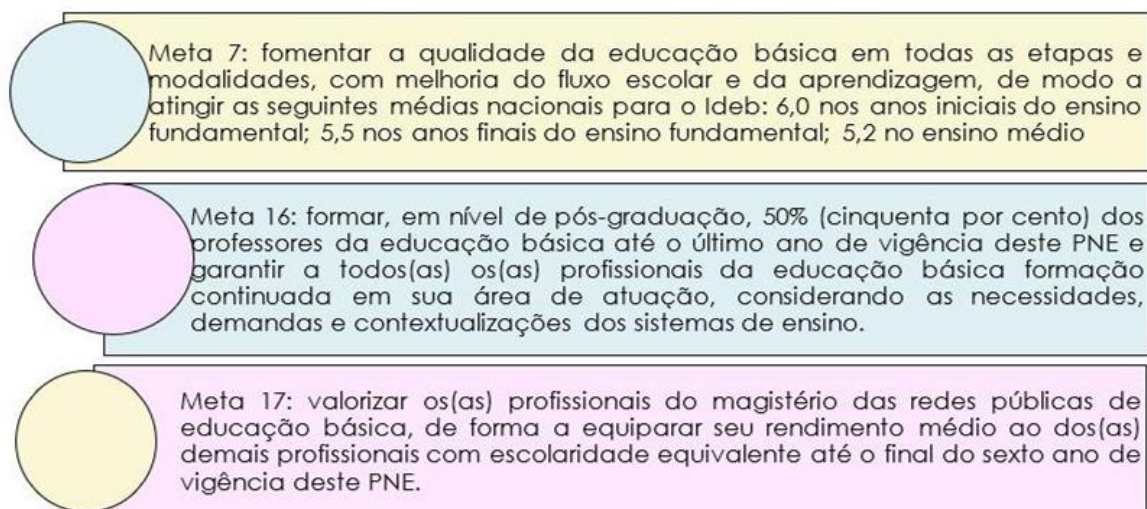 Meta 7: fomentar a qualidade da educação básica em todas as etapas e
modalidades, com melhoria do fluxo escolar e da aprendizagem, de modo a
atingir as seguintes médias nacionais para o Ideb: 6,0 nos anos iniciais do ensino
fundamental; 5,5 nos anos finais do ensino fundamental; 5,2 no ensino médio
Meta 16: formar, em nível de pós-graduação, 50% (cinquenta por cento) dos
professores da educação básica até o último ano de vigência deste PNE e
garantir a todos(as) os(as) profissionais da educação básica formação
continuada em sua área de atuação, considerando as necessidades,
demandas e contextualizações dos sistemas de ensino.
Meta 17: valorizar os(as) profissionais do magistério das redes públicas de
educação básica, de forma a equiparar seu rendimento médio ao dos(as)
demais profissionais com escolaridade equivalente até o final do sexto ano de
vigência deste PNE.